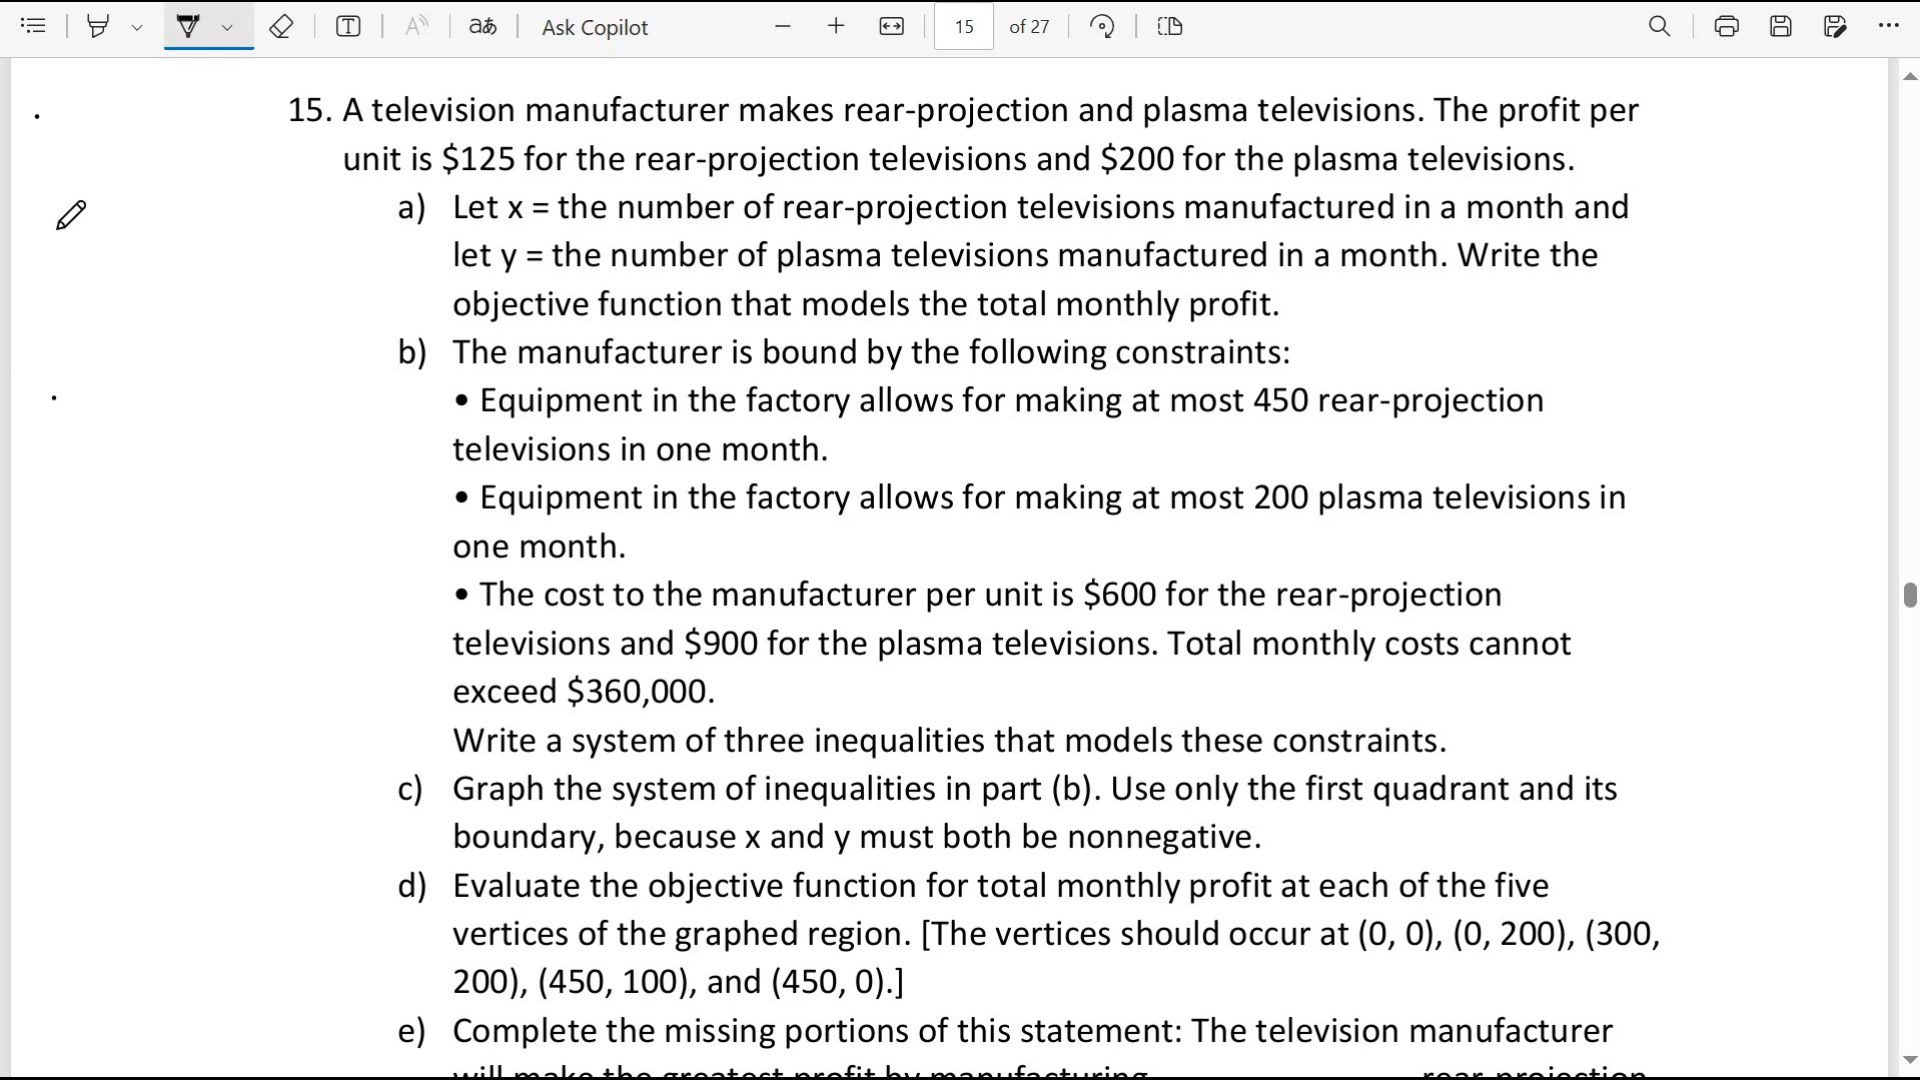 Ask Copilot
15 of 27
15. A television manufacturer makes rear-projection and plasma televisions. The profit per
unit is $125 for the rear-projection televisions and $200 for the plasma televisions.
a) Let x = the number of rear-projection televisions manufactured in a month and
let y = the number of plasma televisions manufactured in a month. Write the
objective function that models the total monthly profit.
b) The manufacturer is bound by the following constraints:
• Equipment in the factory allows for making at most 450 rear-projection
televisions in one month.
• Equipment in the factory allows for making at most 200 plasma televisions in
one month.
• The cost to the manufacturer per unit is $600 for the rear-projection
televisions and $900 for the plasma televisions. Total monthly costs cannot
exceed $360,000.
Write a system of three inequalities that models these constraints.
c) Graph the system of inequalities in part (b). Use only the first quadrant and its
boundary, because x and y must both be nonnegative.
d) Evaluate the objective function for total monthly profit at each of the five
vertices of the graphed region. [The vertices should occur at (0, 0), (0, 200), (300,
200), (450, 100), and (450, 0).]
e) Complete the missing portions of this statement: The television manufacturer
will make the greatest profit by manufacturing rear-projection